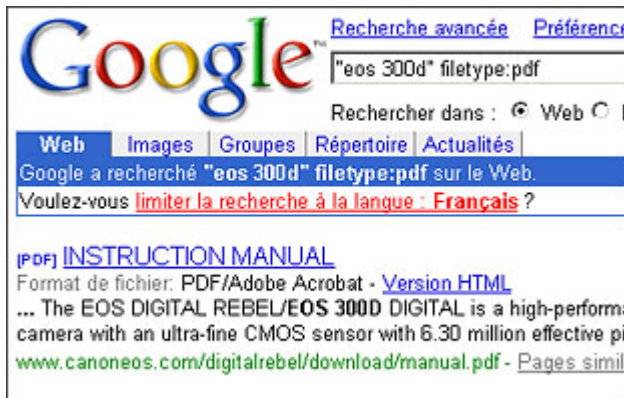 Google™
Recherche avancée Préférence
"eos 300d" filetype:pdf
Rechercher dans : Web
Web Images Groupes Répertoire Actualités
Google a recherché "eos 300d" filetype:pdf sur le Web.
Voulez-vous limiter la recherche à la langue : Français ?
[PDF] INSTRUCTION MANUAL
Format de fichier: PDF/Adobe Acrobat - Version HTML
... The EOS DIGITAL REBEL/EOS 300D DIGITAL is a high-performa
camera with an ultra-fine CMOS sensor with 6.30 million effective pi
www.canoneos.com/digitalrebel/download/manual.pdf - Pages simil